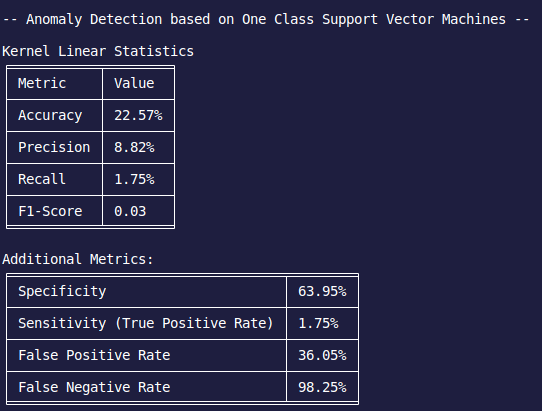 -- Anomaly Detection based on One Class Support Vector Machines --
Kernel Linear Statistics
Metric Value
Accuracy 22.57%
Precision 8.82%
Recall 1.75%
F1-Score 0.03
Additional Metrics:
Specificity 63.95%
Sensitivity (True Positive Rate) 1.75%
False Positive Rate 36.05%
False Negative Rate 98.25%